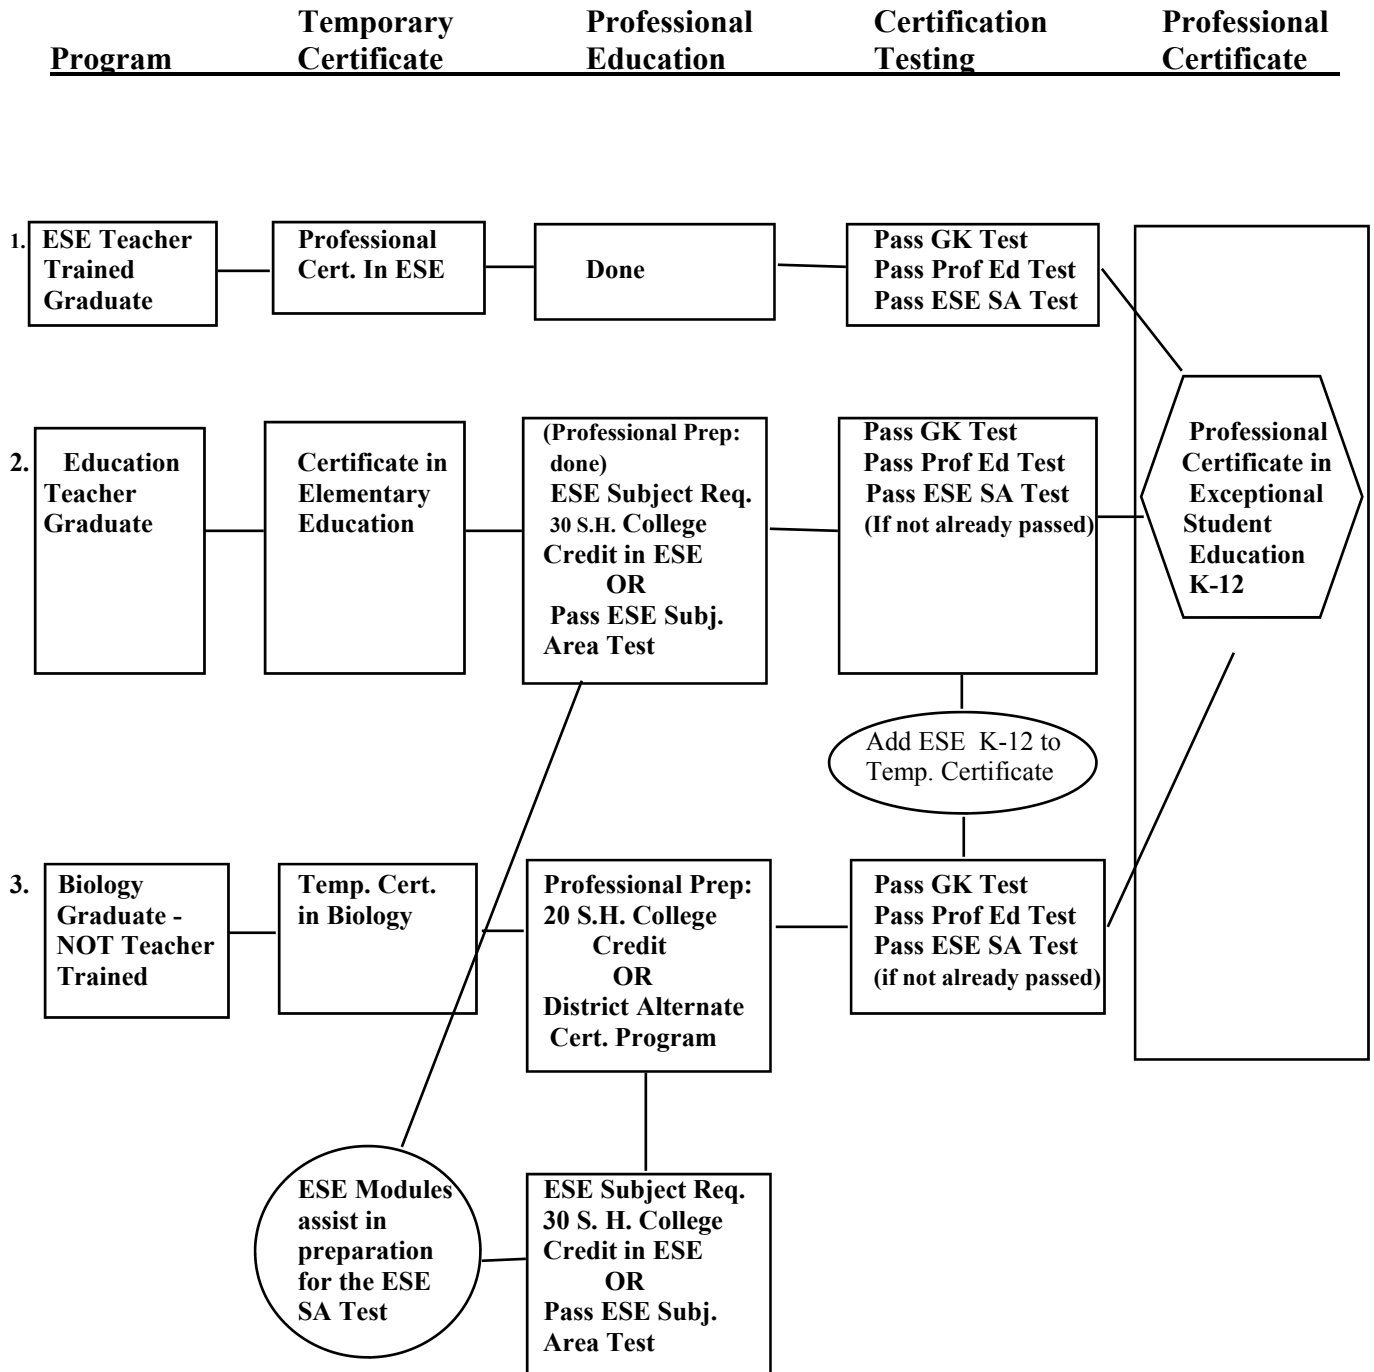 Program
Temporary
Certificate
Professional
Education
Certification
Testing
Professional
Certificate
1.
ESE Teacher
Trained
Graduate
Professional
Cert. In ESE
Done
Pass GK Test
Pass Prof Ed Test
Pass ESE SA Test
2.
Education
Teacher
Graduate
Certificate in
Elementary
Education
(Professional Prep:
done)
ESE Subject Req.
30 S.H. College
Credit in ESE
OR
Pass ESE Subj.
Area Test
Pass GK Test
Pass Prof Ed Test
Pass ESE SA Test
(If not already passed)
Professional
Certificate in
Exceptional
Student
Education
K-12
Add ESE K-12 to
Temp. Certificate
3.
Biology
Graduate -
NOT Teacher
Trained
Temp. Cert.
in Biology
Professional Prep:
20 S.H. College
Credit
OR
District Alternate
Cert. Program
Pass GK Test
Pass Prof Ed Test
Pass ESE SA Test
(if not already passed)
ESE Modules
assist in
preparation
for the ESE
SA Test
ESE Subject Req.
30 S. H. College
Credit in ESE
OR
Pass ESE Subj.
Area Test